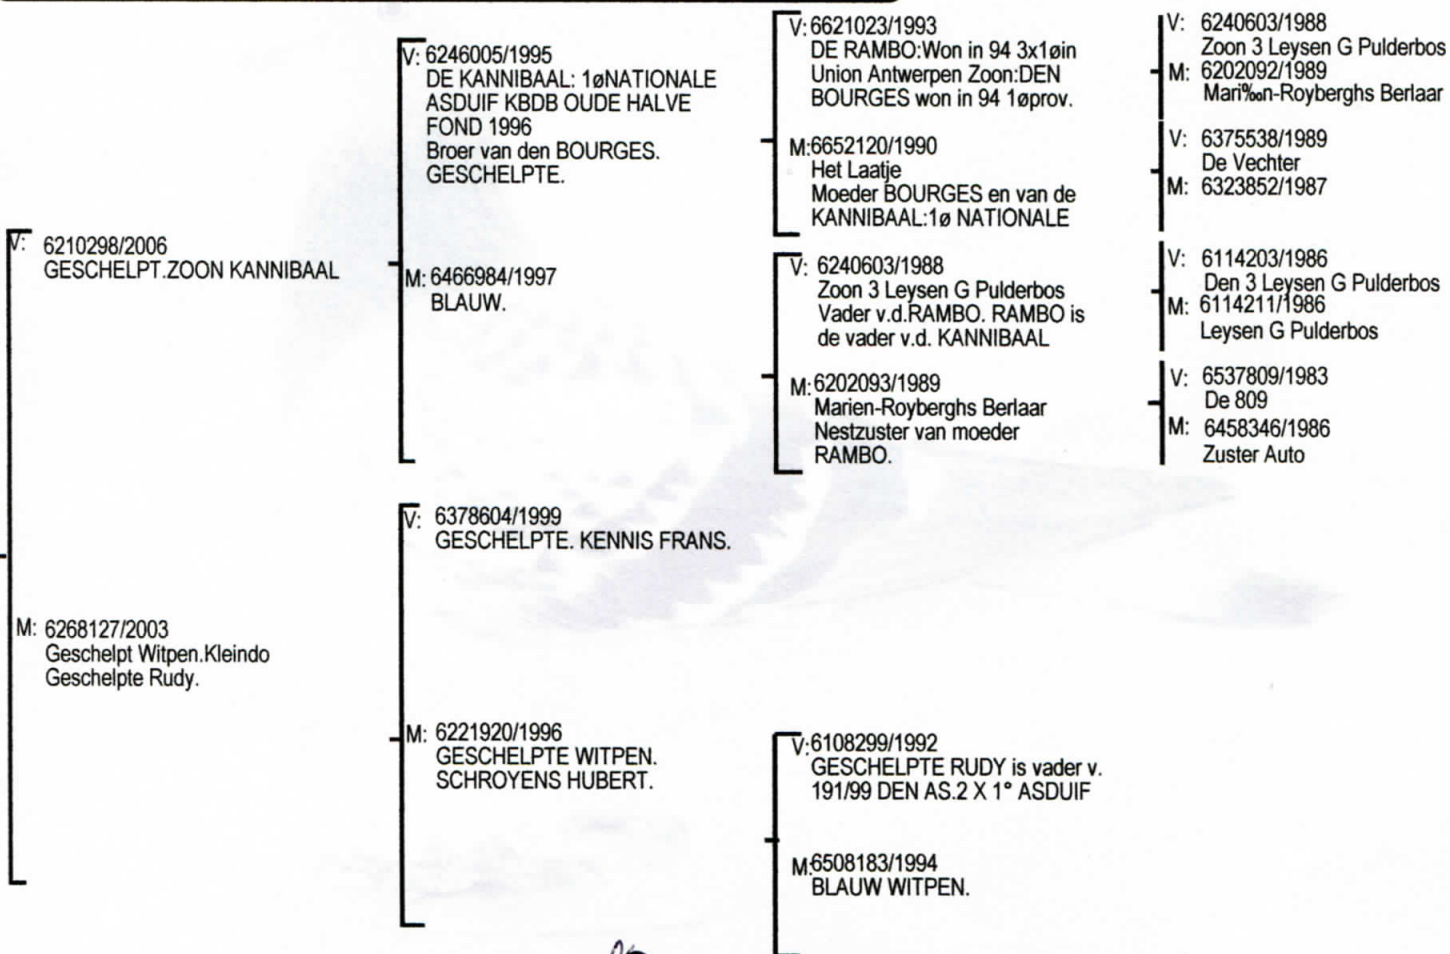 V: 6210298/2006
GESCHELPT.ZOON KANNIBAAL
M: 6268127/2003
Geschelpt Witpen.Kleindo
Geschelpte Rudy.
V: 6246005/1995
DE KANNIBAAL: 1øNATIONALE
ASDUIF KBDB OUDE HALVE
FOND 1996
Broer van den BOURGES.
GESCHELPTE.
M: 6466984/1997
BLAUW.
V: 6378604/1999
GESCHELPTE. KENNIS FRANS.
M: 6221920/1996
GESCHELPTE WITPEN.
SCHROYENS HUBERT.
V: 6621023/1993
DE RAMBO:Won in 94 3x1øin
Union Antwerpen Zoon:DEN
BOURGES won in 94 1øprov.
M:6652120/1990
Het Laatje
Moeder BOURGES en van de
KANNIBAAL:1ø NATIONALE
V: 6240603/1988
Zoon 3 Leysen G Pulderbos
Vader v.d.RAMBO. RAMBO is
de vader v.d. KANNIBAAL
M:6202093/1989
Marien-Royberghs Berlaar
Nestzuster van moeder
RAMBO.
V:6108299/1992
GESCHELPTE RUDY is vader v.
191/99 DEN AS.2 X 1° ASDUIF
M:6508183/1994
BLAUW WITPEN.
V: 6240603/1988
Zoon 3 Leysen G Pulderbos
M: 6202092/1989
Mari‰n-Royberghs Berlaar
V: 6375538/1989
De Vechter
M: 6323852/1987
V: 6114203/1986
Den 3 Leysen G Pulderbos
M: 6114211/1986
Leysen G Pulderbos
V: 6537809/1983
De 809
M: 6458346/1986
Zuster Auto